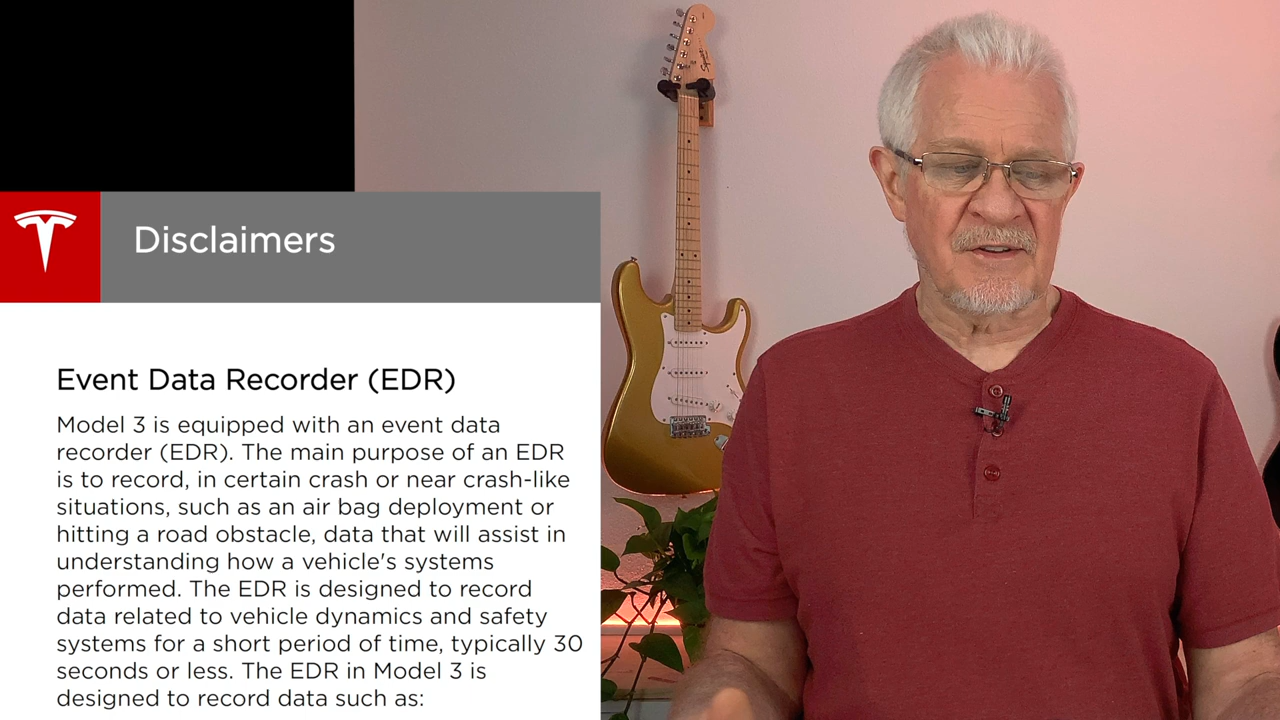 Disclaimers
Event Data Recorder (EDR)
Model 3 is equipped with an event data
recorder (EDR). The main purpose of an EDR
is to record, in certain crash or near crash-like
situations, such as an air bag deployment or
hitting a road obstacle, data that will assist in
understanding how a vehicle's systems
performed. The EDR is designed to record
data related to vehicle dynamics and safety
systems for a short period of time, typically 30
seconds or less. The EDR in Model 3 is
designed to record data such as:
Squier